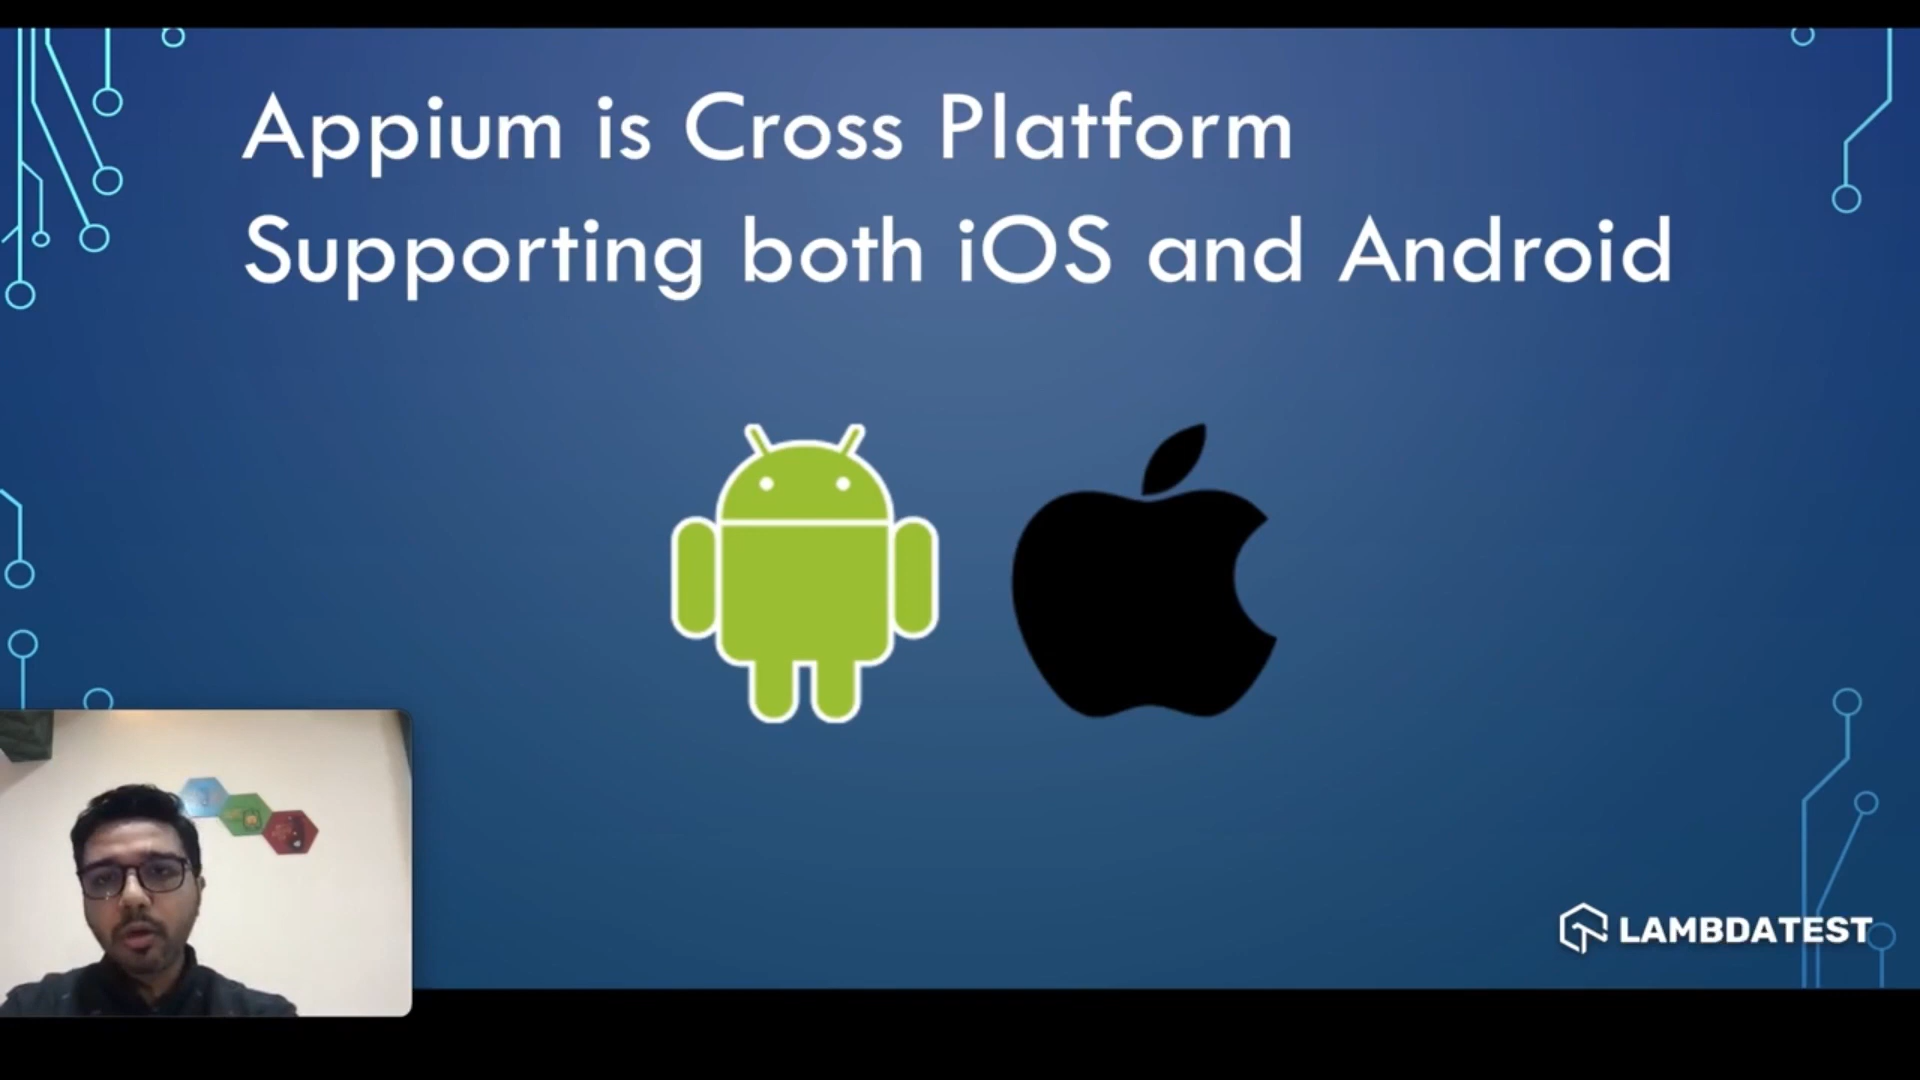 Appium is Cross Platform
Supporting both iOS and Android
LAMBDATEST